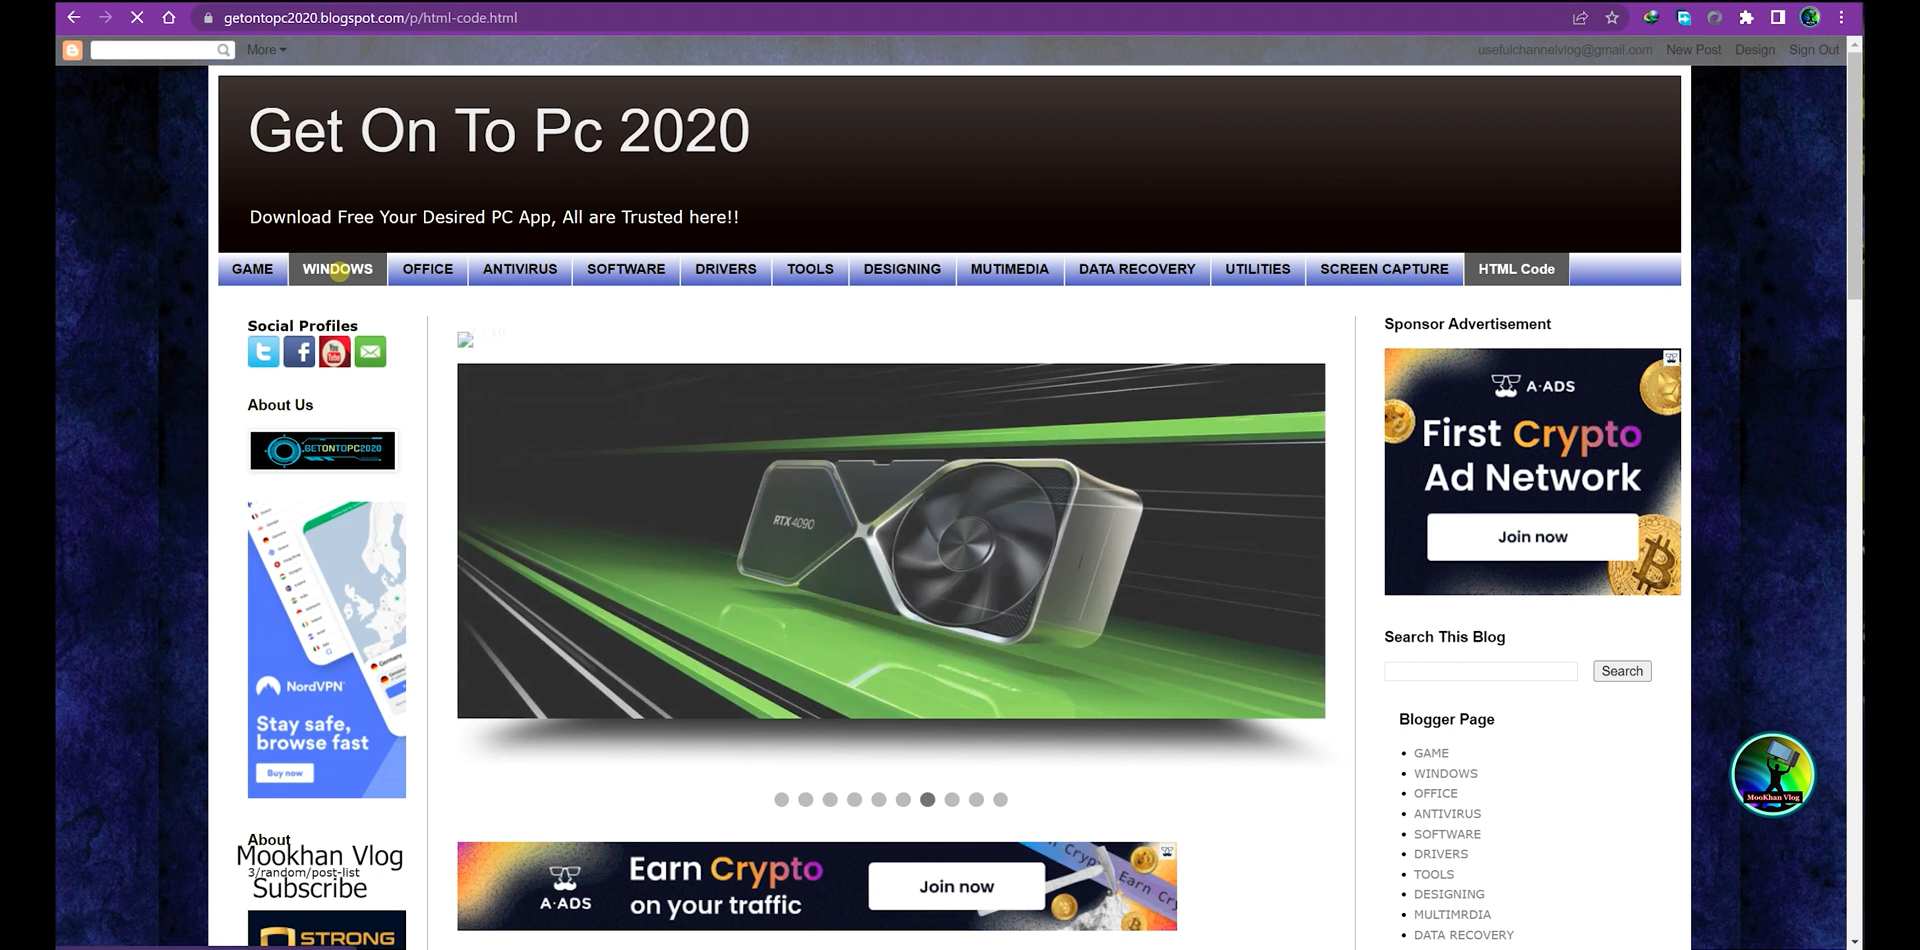 getontopc2020.blogspot.com/p/html-code.html
More
usefulchannelvlog@gmail.com New Post Design Sign Out
Get On To Pc 2020
Download Free Your Desired PC App, All are Trusted here!!
GAME WINDOWS OFFICE ANTIVIRUS SOFTWARE DRIVERS TOOLS DESIGNING MUTIMEDIA DATA RECOVERY UTILITIES SCREEN CAPTURE HTML Code
Social Profiles
About Us
GETONTOPC2020
NordVPN
Stay safe,
browse fast
Buy now
About
Mookhan Vlog
3/random/post-list
Subscribe
STRONG
RTX 4090
A·ADS
Earn Crypto
on your traffic
Join now
Sponsor Advertisement
A·ADS
First Crypto
Ad Network
Join now
Search This Blog
Search
Blogger Page
GAME
WINDOWS
OFFICE
ANTIVIRUS
SOFTWARE
DRIVERS
TOOLS
DESIGNING
MULTIMRDIA
DATA RECOVERY
MooKhan Vlog